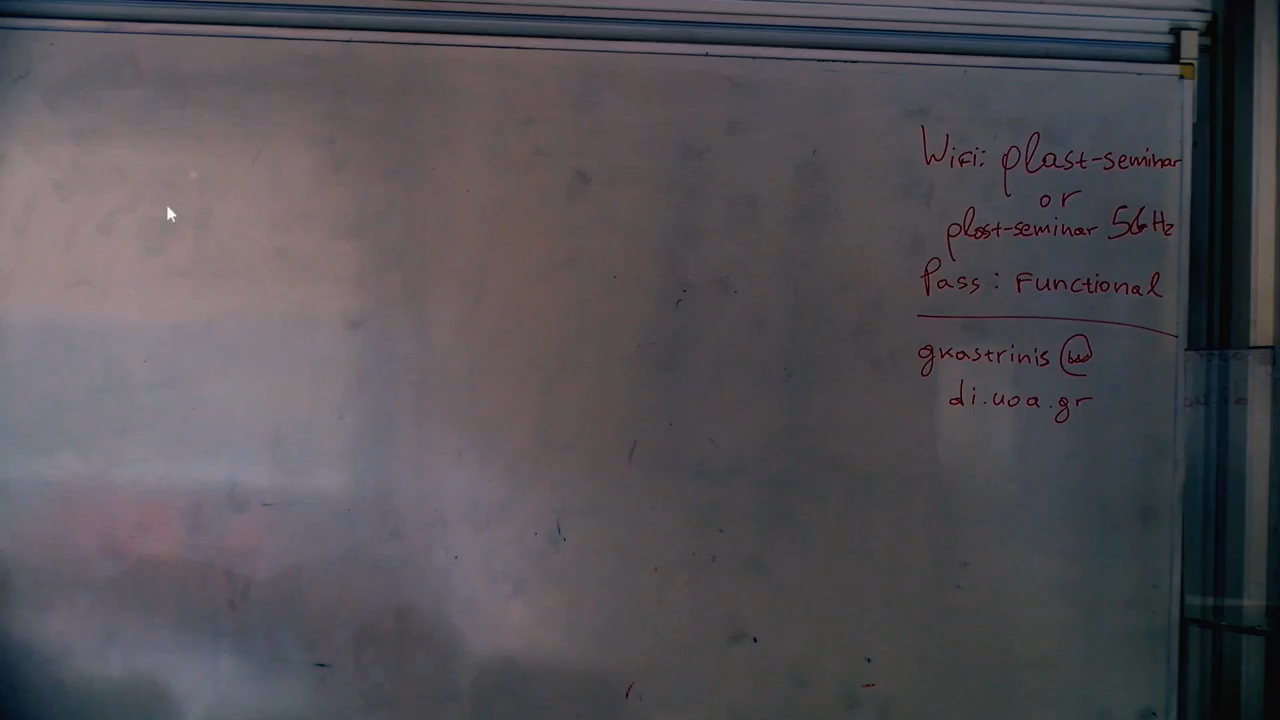 WiFi: plast-seminar
or
plast-seminar 5GHz
Pass: Functional
gkastrinis@
di.uoa.gr